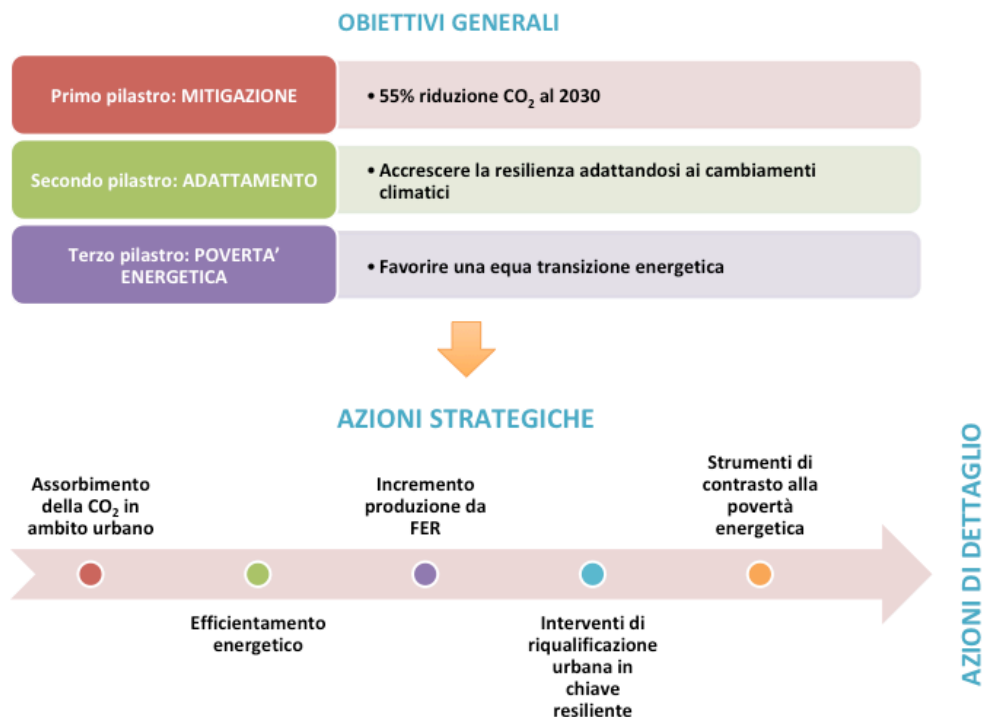 OBIETTIVI GENERALI
Primo pilastro: MITIGAZIONE
• 55% riduzione CO₂ al 2030
Secondo pilastro: ADATTAMENTO
• Accrescere la resilienza adattandosi ai cambiamenti
climatici
Terzo pilastro: POVERTA'
ENERGETICA
• Favorire una equa transizione energetica
AZIONI STRATEGICHE
Assorbimento
della CO₂ in
ambito urbano
Efficientamento
energetico
Incremento
produzione da
FER
Interventi di
riqualificazione
urbana in
chiave
resiliente
Strumenti di
contrasto alla
povertà
energetica
AZIONI DI DETTAGLIO